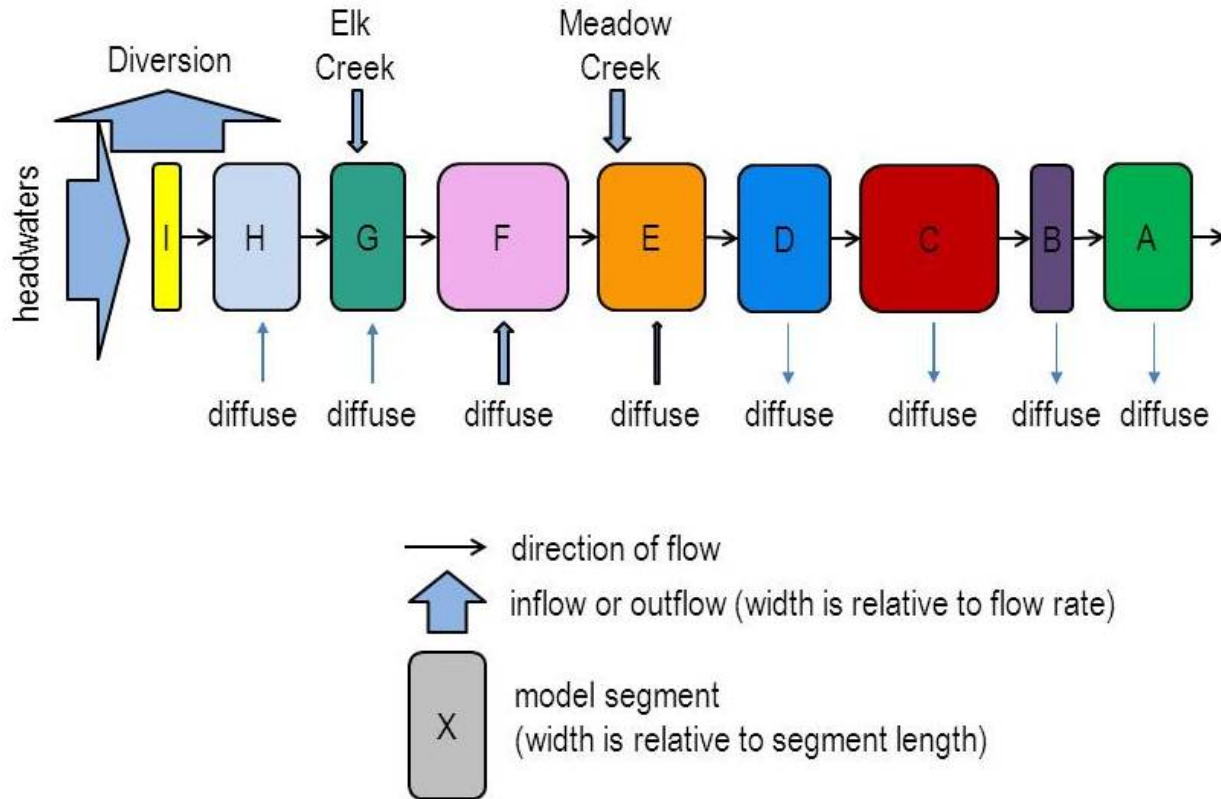 Elk
Creek
Meadow
Creek
Diversion
headwaters
I
H
G
F
E
D
C
B
A
diffuse
diffuse
diffuse
diffuse
diffuse
diffuse
diffuse
diffuse
direction of flow
inflow or outflow (width is relative to flow rate)
X
model segment
(width is relative to segment length)